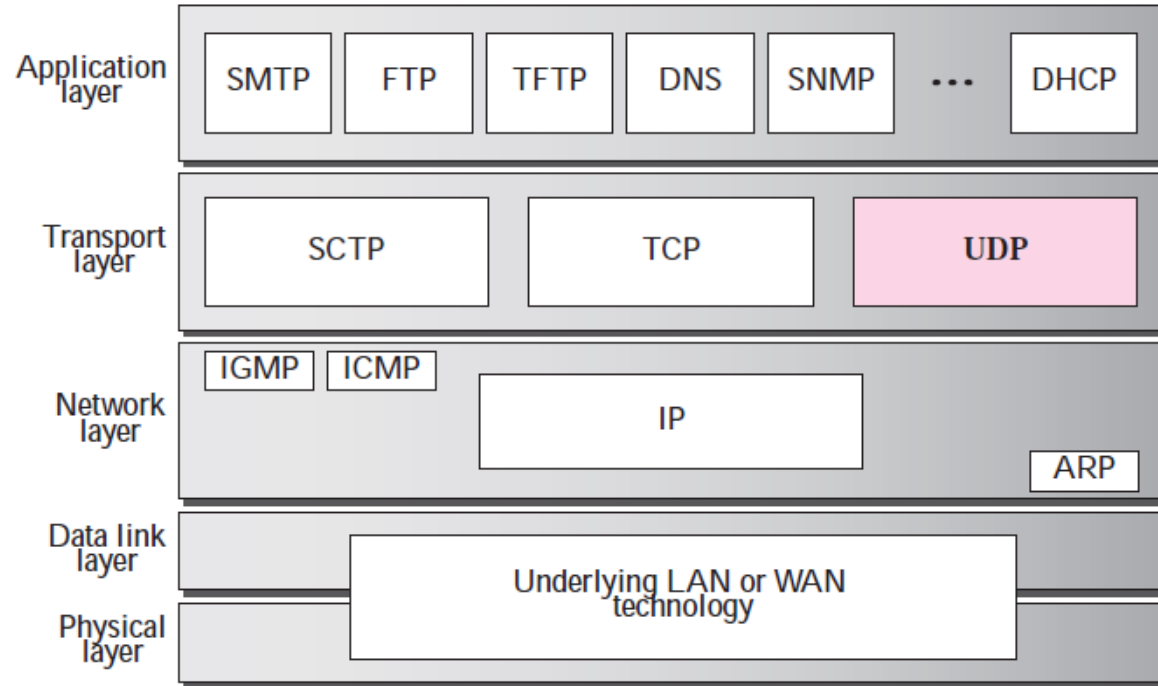 Application
layer
SMTP FTP TFTP DNS SNMP ... DHCP
Transport
layer
SCTP TCP UDP
Network
layer
IGMP ICMP
IP
ARP
Data link
layer
Underlying LAN or WAN
technology
Physical
layer